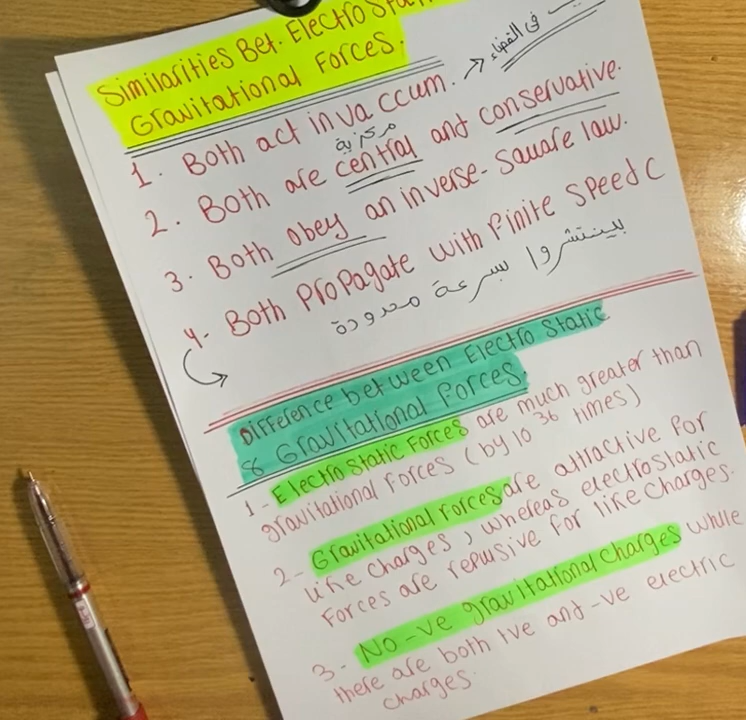 Similarities Bet. Electro
Gravitational Forces.
1. Both act in va ccum. → فى الفضاء
مركزية
2. Both are central and conservative.
3. Both obey an inverse-square law.
4- Both propagate with finite speed C
بينتشروا بسرعة محدودة
Difference between Electro Static
& Gravitational Forces.
1- Electro Static Forces are much greater than
gravitational Forces (by 10 36 times)
2- Gravitational Forces are attractive For
like charges, whereas electrostatic
Forces are repulsive for like charges.
3- No -ve gravitational charges while
there are both +ve and -ve electric
charges.